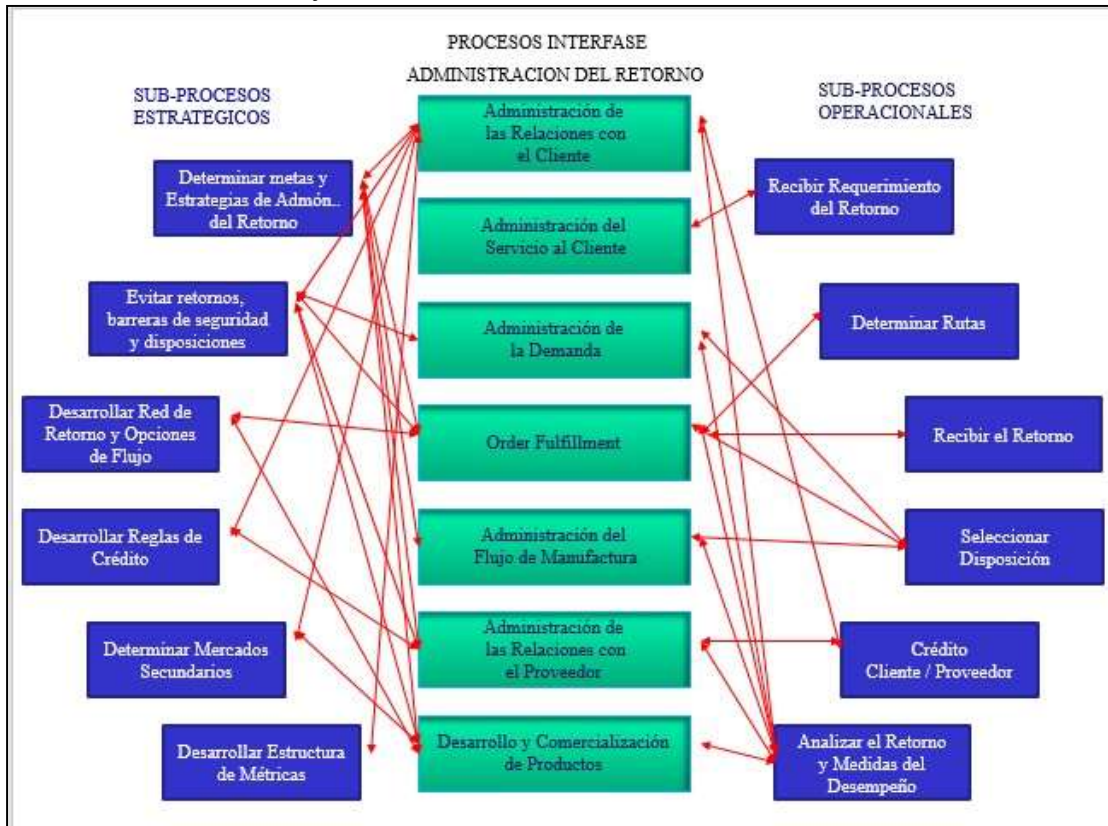 PROCESOS INTERFASE
ADMINISTRACION DEL RETORNO
SUB-PROCESOS
ESTRATEGICOS
SUB-PROCESOS
OPERACIONALES
Administración de
las Relaciones con
el Cliente
Determinar metas y
Estrategias de Admón..
del Retorno
Recibir Requerimiento
del Retorno
Administración del
Servicio al Cliente
Evitar retornos,
barreras de seguridad
y disposiciones
Administración de
la Demanda
Determinar Rutas
Desarrollar Red de
Retorno y Opciones
de Flujo
Order Fulfillment
Recibir el Retorno
Desarrollar Reglas de
Crédito
Administración del
Flujo de Manufactura
Seleccionar
Disposición
Determinar Mercados
Secundarios
Administración de
las Relaciones con
el Proveedor
Crédito
Cliente / Proveedor
Desarrollar Estructura
de Métricas
Desarrollo y Comercialización
de Productos
Analizar el Retorno
y Medidas del
Desempeño